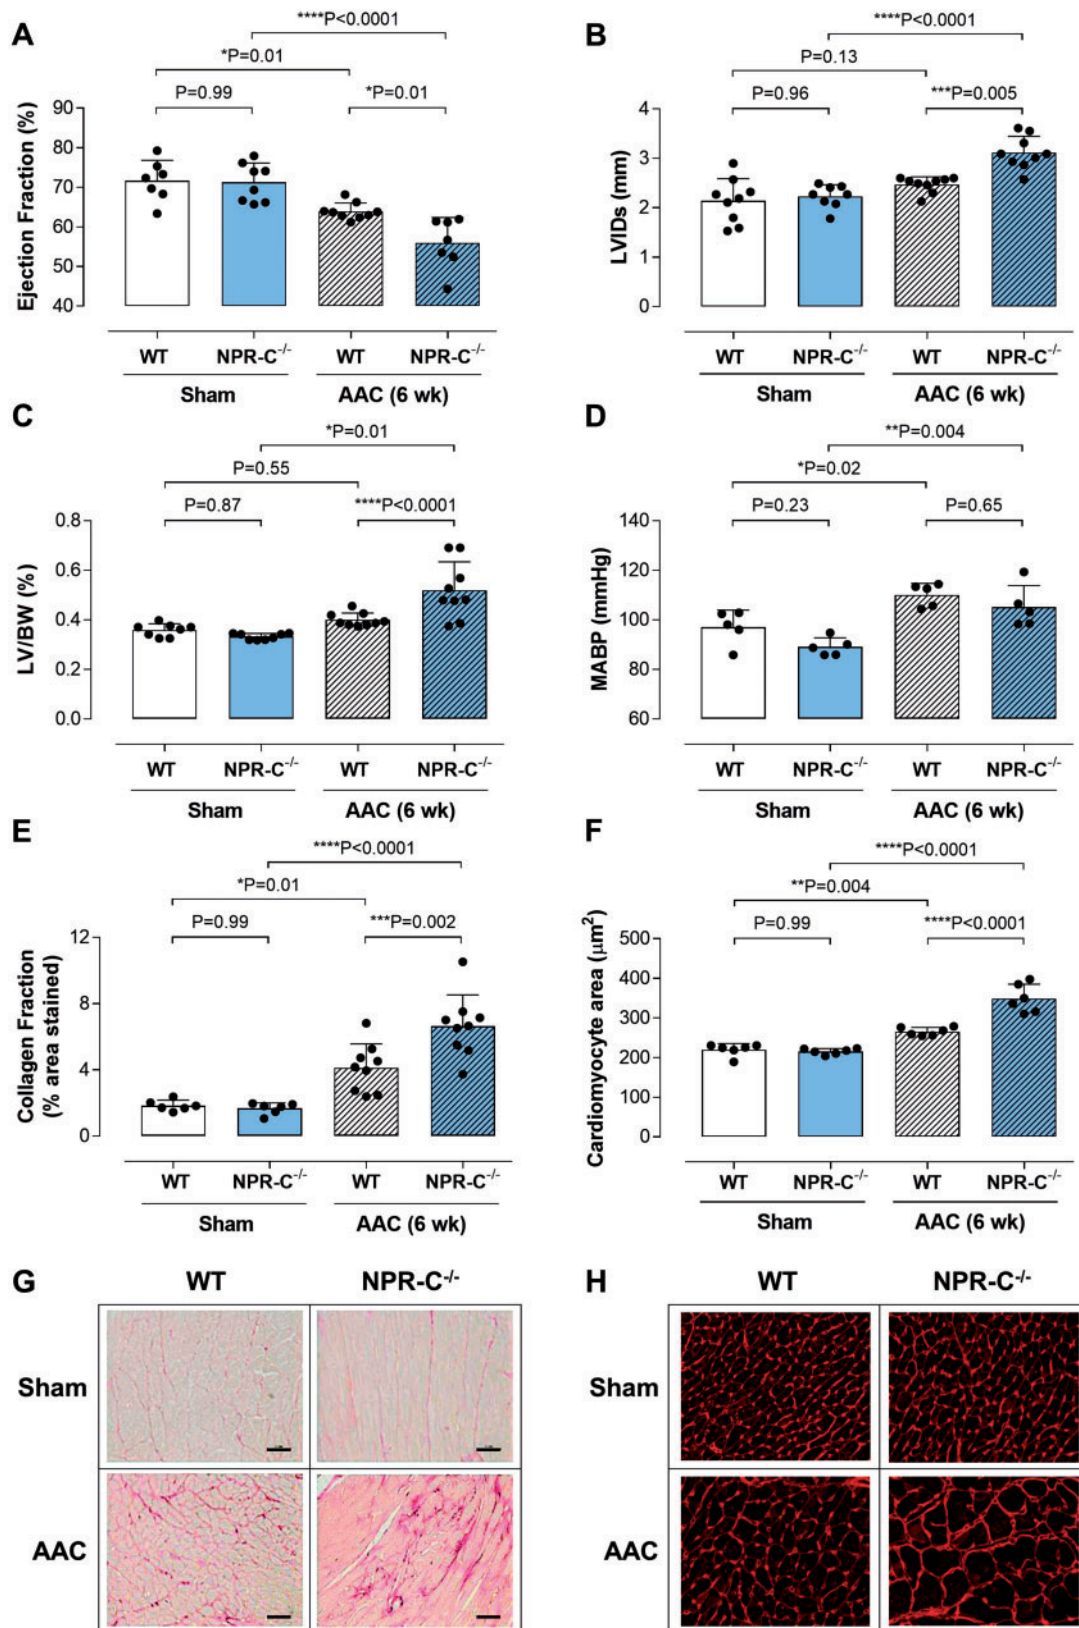 A
****P<0.0001
*P=0.01
P=0.99
*P=0.01
Ejection Fraction (%)
90
80
70
60
50
40
WT
NPR-C-/-
WT
NPR-C-/-
Sham
AAC (6 wk)
B
****P<0.0001
P=0.13
P=0.96
***P=0.005
LVIDs (mm)
4
3
2
1
0
WT
NPR-C-/-
WT
NPR-C-/-
Sham
AAC (6 wk)
C
*P=0.01
P=0.55
P=0.87
****P<0.0001
LV/BW (%)
0.8
0.6
0.4
0.2
0.0
WT
NPR-C-/-
WT
NPR-C-/-
Sham
AAC (6 wk)
D
**P=0.004
*P=0.02
P=0.23
P=0.65
MABP (mmHg)
140
120
100
80
60
WT
NPR-C-/-
WT
NPR-C-/-
Sham
AAC (6 wk)
E
****P<0.0001
*P=0.01
P=0.99
***P=0.002
Collagen Fraction
(% area stained)
12
8
4
0
WT
NPR-C-/-
WT
NPR-C-/-
Sham
AAC (6 wk)
F
****P<0.0001
**P=0.004
P=0.99
****P<0.0001
Cardiomyocyte area (μm²)
500
400
300
200
100
0
WT
NPR-C-/-
WT
NPR-C-/-
Sham
AAC (6 wk)
G
WT
NPR-C-/-
Sham
AAC
H
WT
NPR-C-/-
Sham
AAC